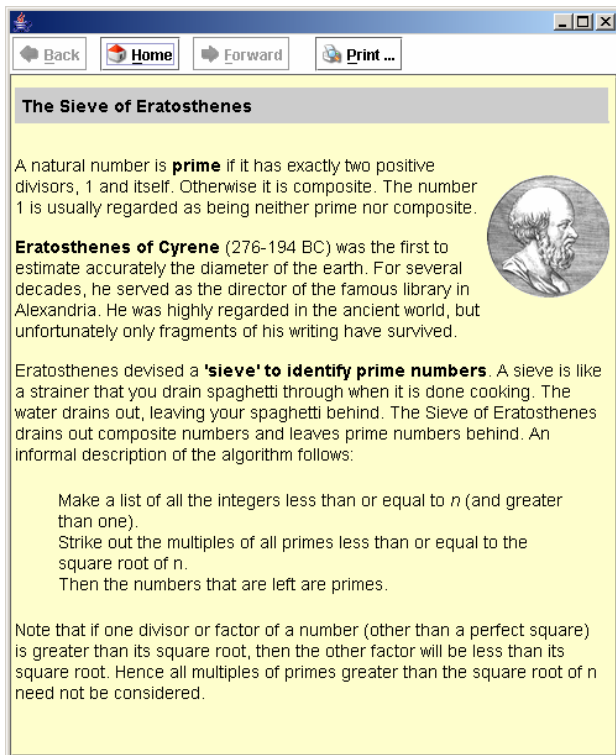 Back Home Forward Print ...
The Sieve of Eratosthenes
A natural number is prime if it has exactly two positive
divisors, 1 and itself. Otherwise it is composite. The number
1 is usually regarded as being neither prime nor composite.
Eratosthenes of Cyrene (276-194 BC) was the first to
estimate accurately the diameter of the earth. For several
decades, he served as the director of the famous library in
Alexandria. He was highly regarded in the ancient world, but
unfortunately only fragments of his writing have survived.
Eratosthenes devised a 'sieve' to identify prime numbers. A sieve is like
a strainer that you drain spaghetti through when it is done cooking. The
water drains out, leaving your spaghetti behind. The Sieve of Eratosthenes
drains out composite numbers and leaves prime numbers behind. An
informal description of the algorithm follows:
Make a list of all the integers less than or equal to n (and greater
than one).
Strike out the multiples of all primes less than or equal to the
square root of n.
Then the numbers that are left are primes.
Note that if one divisor or factor of a number (other than a perfect square)
is greater than its square root, then the other factor will be less than its
square root. Hence all multiples of primes greater than the square root of n
need not be considered.